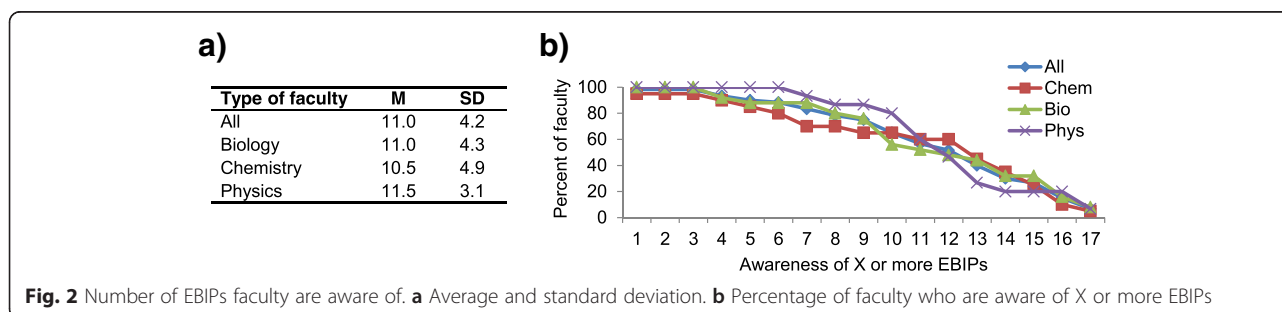 a)
Type of faculty M SD
All 11.0 4.2
Biology 11.0 4.3
Chemistry 10.5 4.9
Physics 11.5 3.1
b)
All
Chem
Bio
Phys
Percent of faculty
100
80
60
40
20
0
1 2 3 4 5 6 7 8 9 10 11 12 13 14 15 16 17
Awareness of X or more EBIPs
Fig. 2 Number of EBIPs faculty are aware of. a Average and standard deviation. b Percentage of faculty who are aware of X or more EBIPs